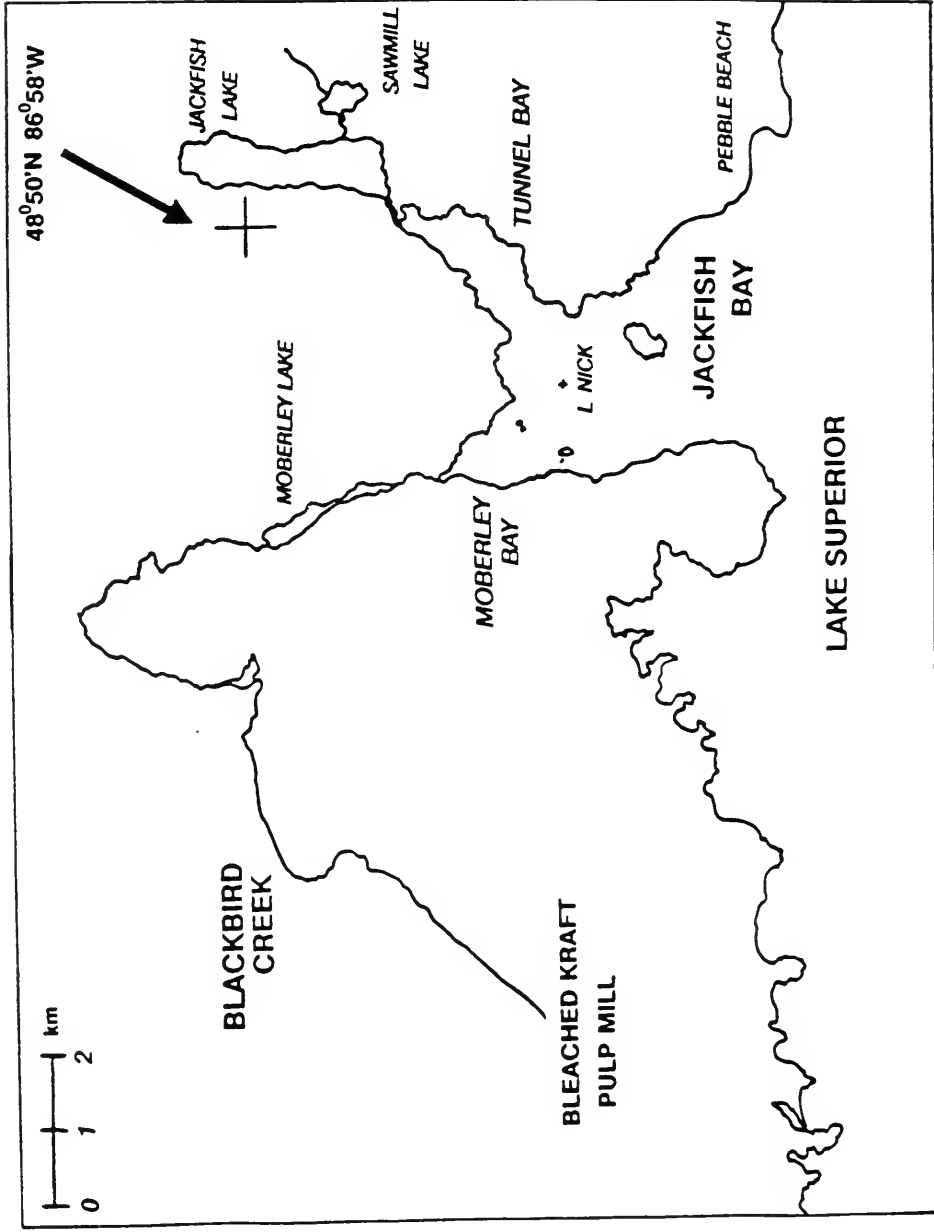 48°50'N 86°58'W
km
0 1 2
JACKFISH
LAKE
SAWMILL
LAKE
MOBERLEY LAKE
BLACKBIRD
CREEK
TUNNEL BAY
PEBBLE BEACH
MOBERLEY
BAY
L NICK
JACKFISH
BAY
BLEACHED KRAFT
PULP MILL
LAKE SUPERIOR